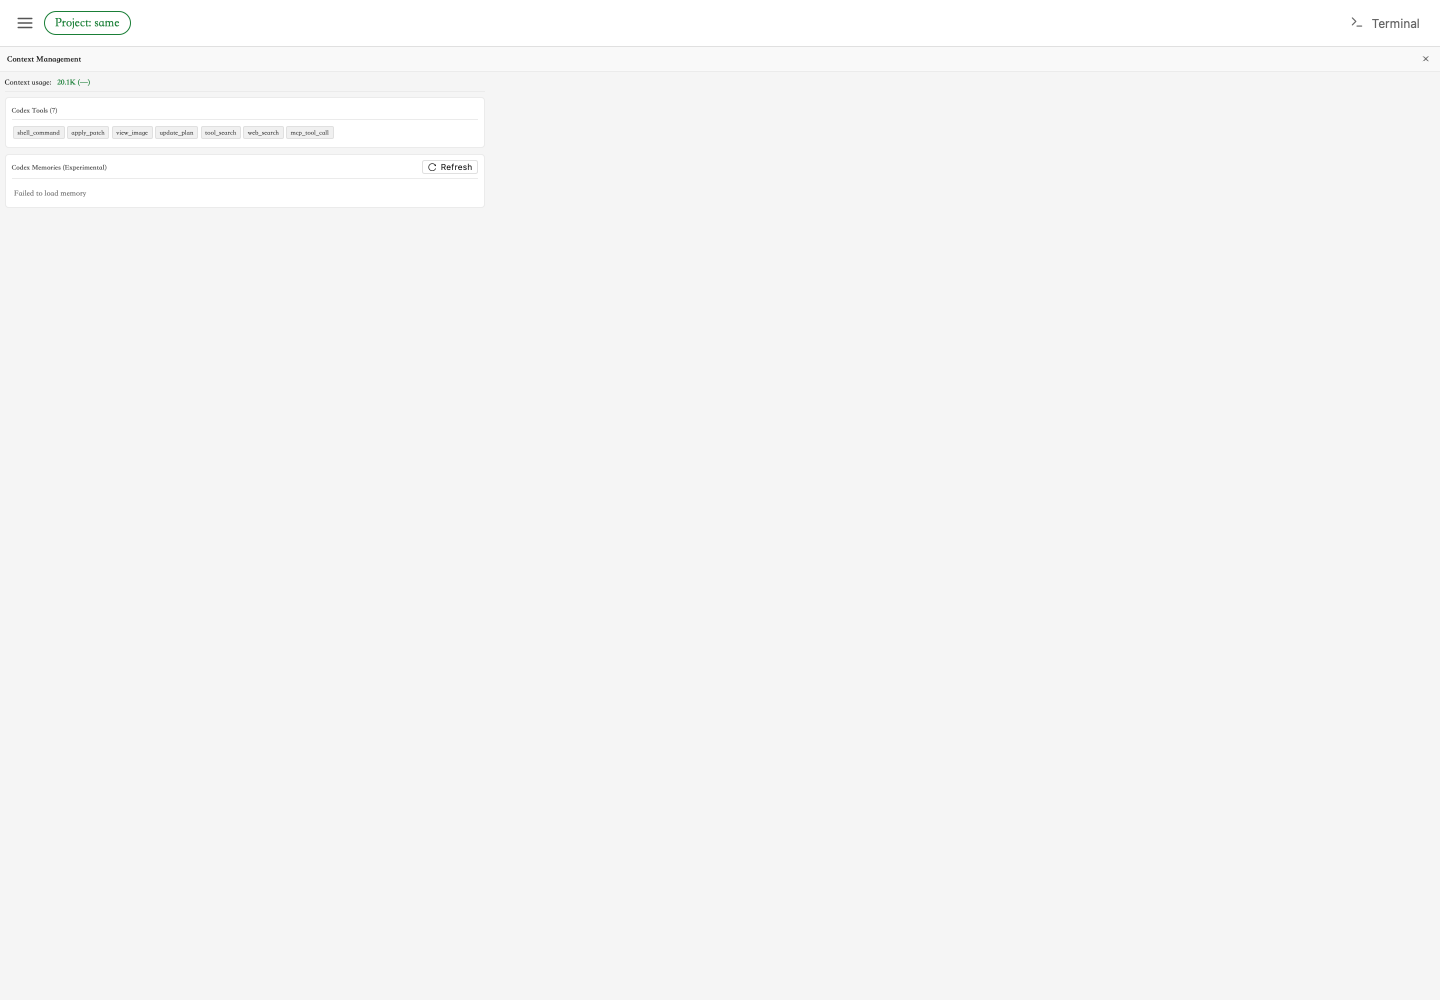 Project: same
Terminal
Context Management
Context usage: 20.1K (—)
Codex Tools (7)
shell_command apply_patch view_image update_plan tool_search web_search mcp_tool_call
Codex Memories (Experimental)
Refresh
Failed to load memory